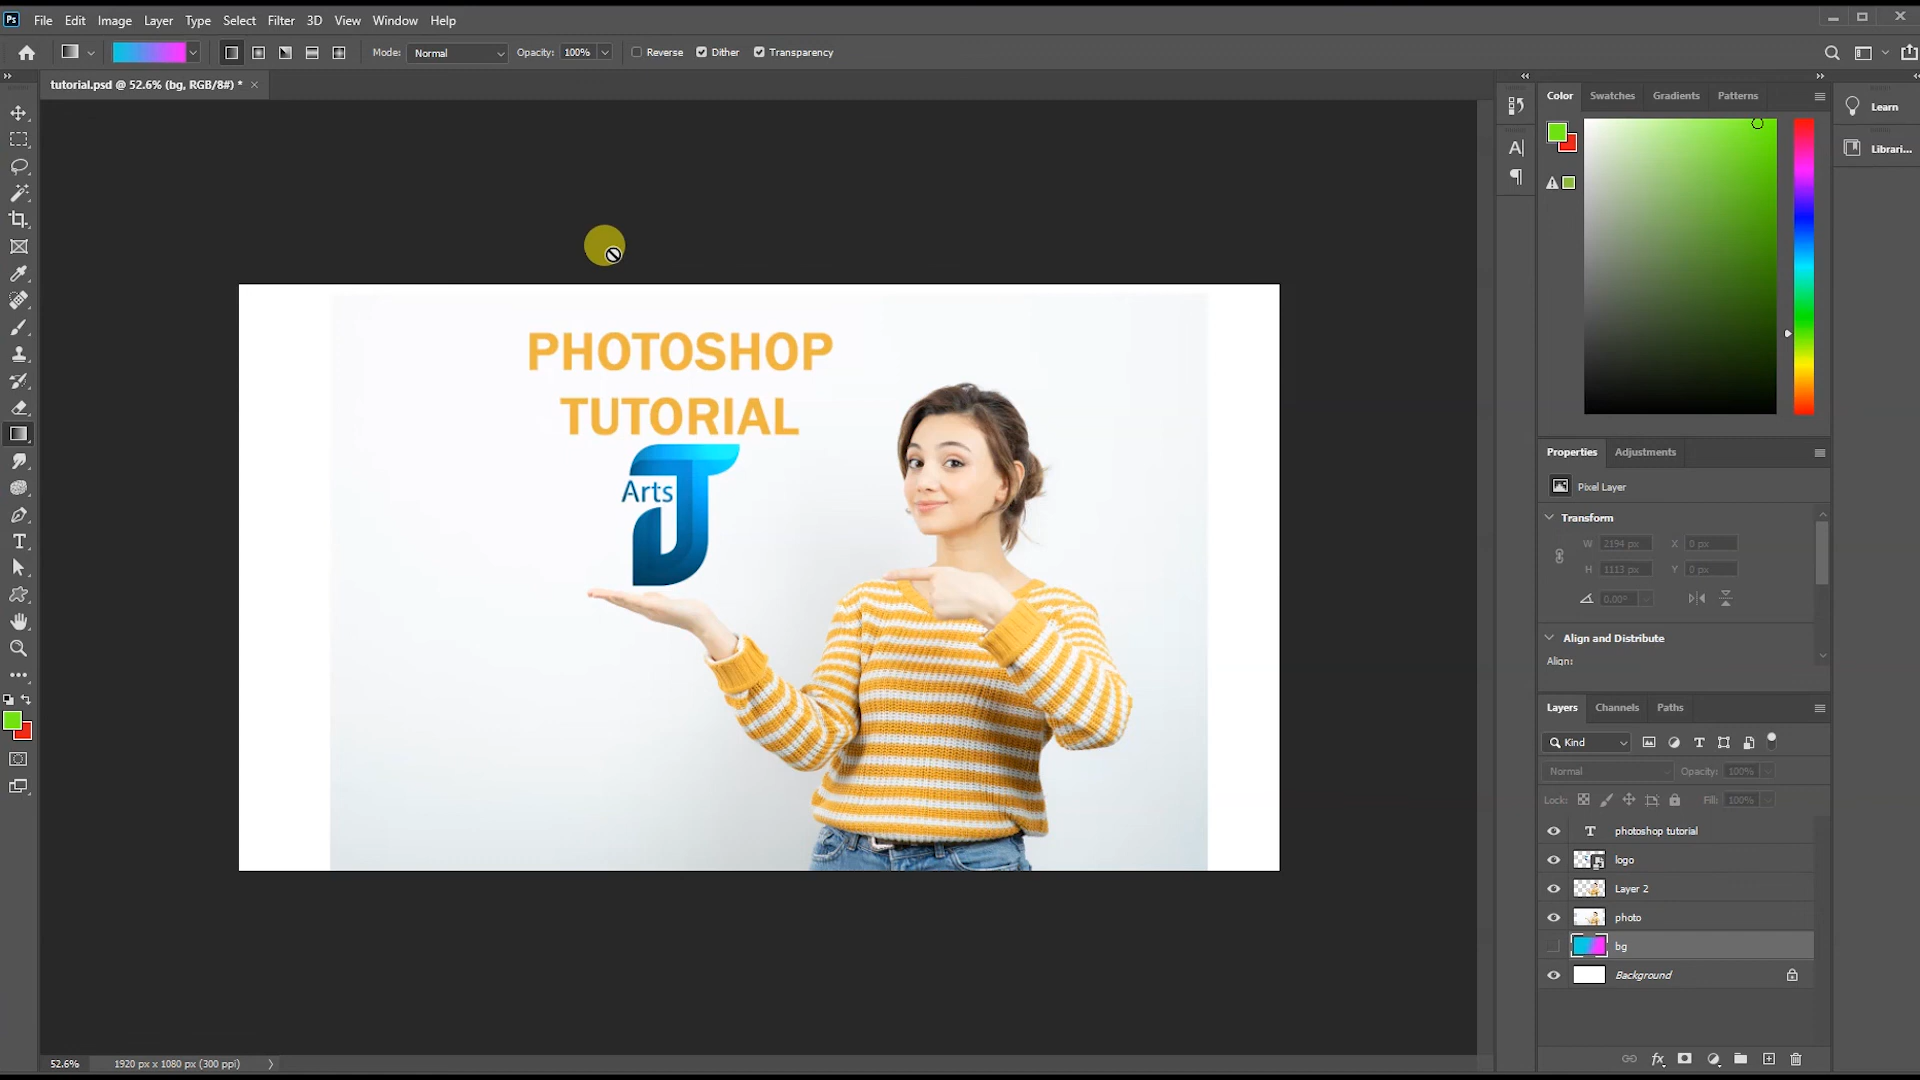 Ps File Edit Image Layer Type Select Filter 3D View Window Help
Mode: Normal Opacity: 100% Reverse Dither Transparency
tutorial.psd @ 52.6% (bg, RGB/8#) *
Color Swatches Gradients Patterns
Learn
Librari...
PHOTOSHOP
TUTORIAL
Arts
Properties Adjustments
Pixel Layer
Transform
W 2194 px X 0 px
H 1113 px Y 0 px
0.00°
Align and Distribute
Align:
Layers Channels Paths
Kind
Normal Opacity: 100%
Lock: Fill: 100%
photoshop tutorial
logo
Layer 2
photo
bg
Background
52.6% 1920 px x 1080 px (300 ppi)